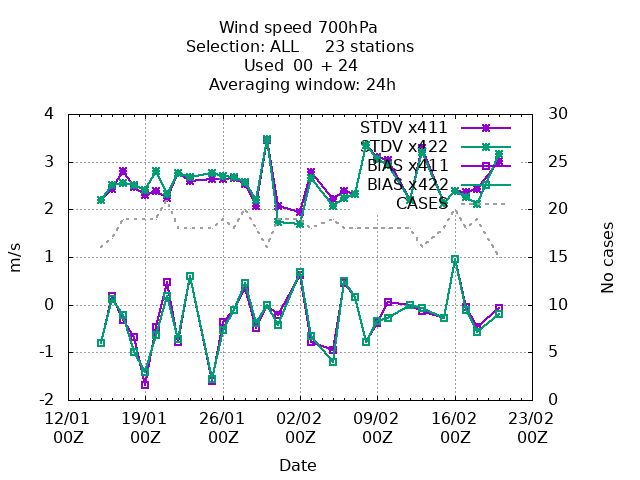 Wind speed 700hPa
Selection: ALL 23 stations
Used 00 + 24
Averaging window: 24h
4
3
2
1
0
-1
-2
m/s
30
25
20
15
10
5
0
No cases
STDV x411
STDV x422
BIAS x411
BIAS x422
CASES
12/01 19/01 26/01 02/02 09/02 16/02 23/02
00Z 00Z 00Z 00Z 00Z 00Z 00Z
Date